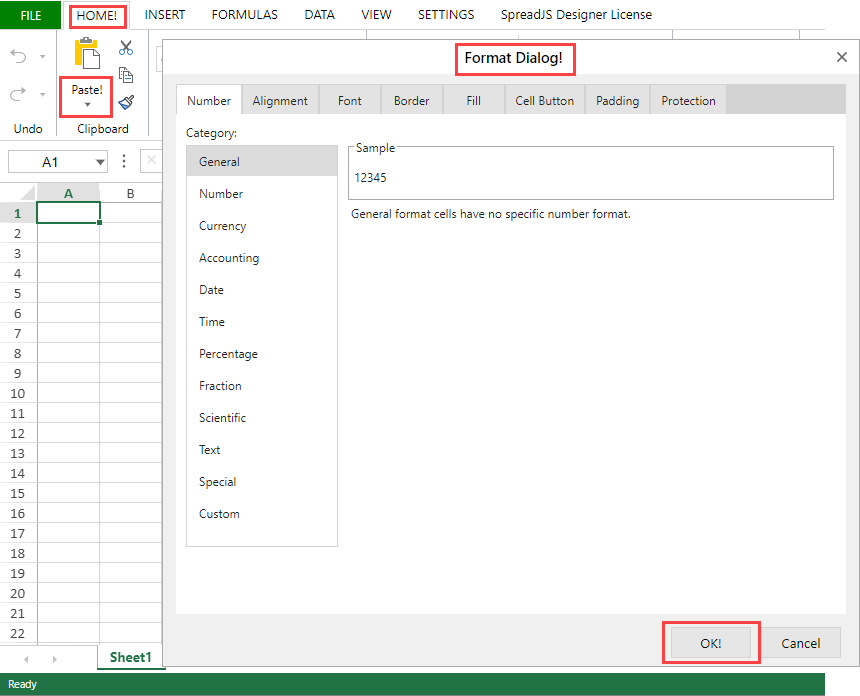 FILE HOME! INSERT FORMULAS DATA VIEW SETTINGS SpreadJS Designer License
Paste!
Undo Clipboard
A1
A B
1
2
3
4
5
6
7
8
9
10
11
12
13
14
15
16
17
18
19
20
21
22
Sheet1
Ready
Format Dialog!
Number Alignment Font Border Fill Cell Button Padding Protection
Category:
General
Number
Currency
Accounting
Date
Time
Percentage
Fraction
Scientific
Text
Special
Custom
Sample
12345
General format cells have no specific number format.
OK! Cancel